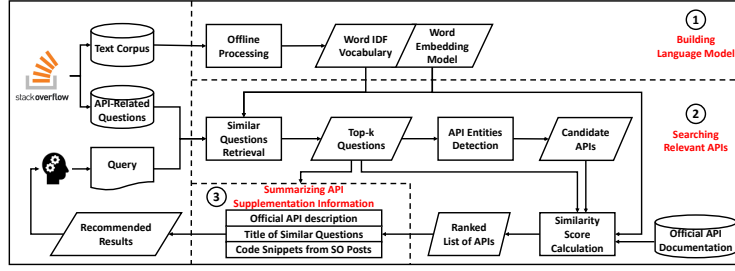 Text Corpus
Offline
Processing
Word IDF
Vocabulary
Word
Embedding
Model
1
Building
Language Model
stackoverflow
API-Related
Questions
2
Searching
Relevant APIs
Similar
Questions
Retrieval
Top-k
Questions
API Entities
Detection
Candidate
APIs
Query
3
Summarizing API
Supplementation Information
Official API description
Title of Similar Questions
Code Snippets from SO Posts
Recommended
Results
Ranked
List of APIs
Similarity
Score
Calculation
Official API
Documentation